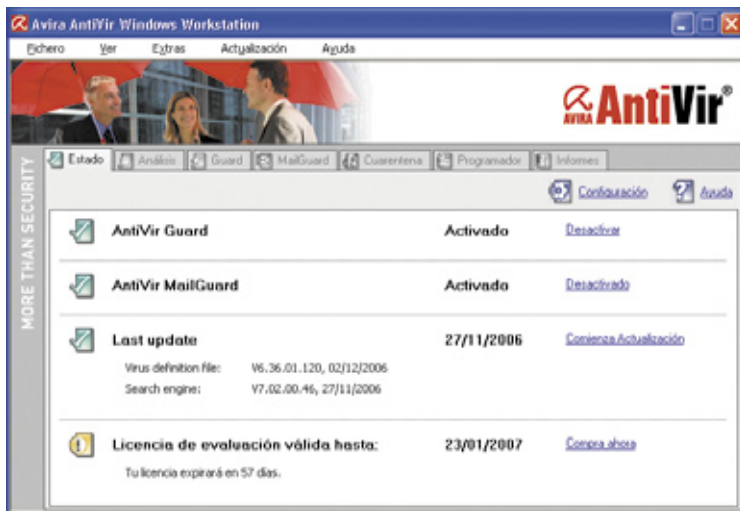 Avira AntiVir Windows Workstation
Fichero Ver Extras Actualización Ayuda
AVIRA AntiVir®
MORE THAN SECURITY
Estado Análisis Guard MailGuard Cuarentena Programador Informes
Configuración Ayuda
AntiVir Guard Activado Desactivar
AntiVir MailGuard Activado Desactivado
Last update 27/11/2006 Comienza Actualización
Virus definition file: V6.36.01.120, 02/12/2006
Search engine: V7.02.00.46, 27/11/2006
Licencia de evaluación válida hasta: 23/01/2007 Compra ahora
Tu licencia expirará en 57 días.